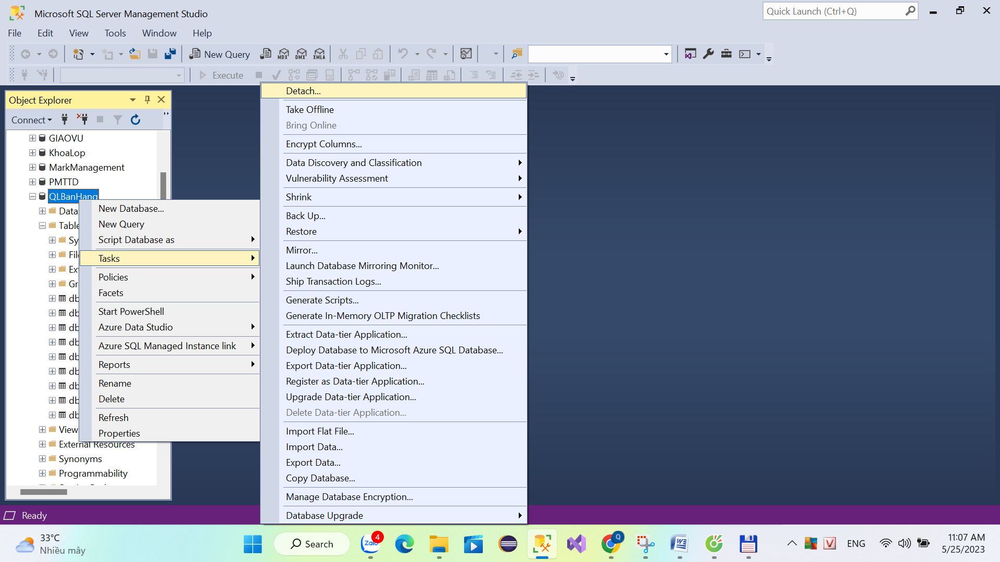 Microsoft SQL Server Management Studio
Quick Launch (Ctrl+Q)
File Edit View Tools Window Help
New Query
MDX DMX XMLA
Execute
Object Explorer
Connect
GIAOVU
KhoaLop
MarkManagement
PMTTD
QLBanHang
Data
Table
Sy
File
Ext
Gr
db
db
db
db
db
db
db
db
db
View
External Resources
Synonyms
Programmability
New Database...
New Query
Script Database as
Tasks
Policies
Facets
Start PowerShell
Azure Data Studio
Azure SQL Managed Instance link
Reports
Rename
Delete
Refresh
Properties
Detach...
Take Offline
Bring Online
Encrypt Columns...
Data Discovery and Classification
Vulnerability Assessment
Shrink
Back Up...
Restore
Mirror...
Launch Database Mirroring Monitor...
Ship Transaction Logs...
Generate Scripts...
Generate In-Memory OLTP Migration Checklists
Extract Data-tier Application...
Deploy Database to Microsoft Azure SQL Database...
Export Data-tier Application...
Register as Data-tier Application...
Upgrade Data-tier Application...
Delete Data-tier Application...
Import Flat File...
Import Data...
Export Data...
Copy Database...
Manage Database Encryption...
Database Upgrade
Ready
33°C
Nhiều mây
Search
Zalo
4
Q
ENG
11:07 AM
5/25/2023